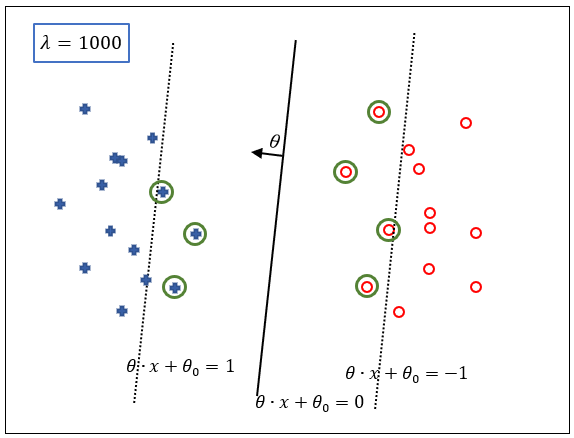 λ = 1000
θ
θ · x + θ₀ = 1
θ · x + θ₀ = −1
θ · x + θ₀ = 0